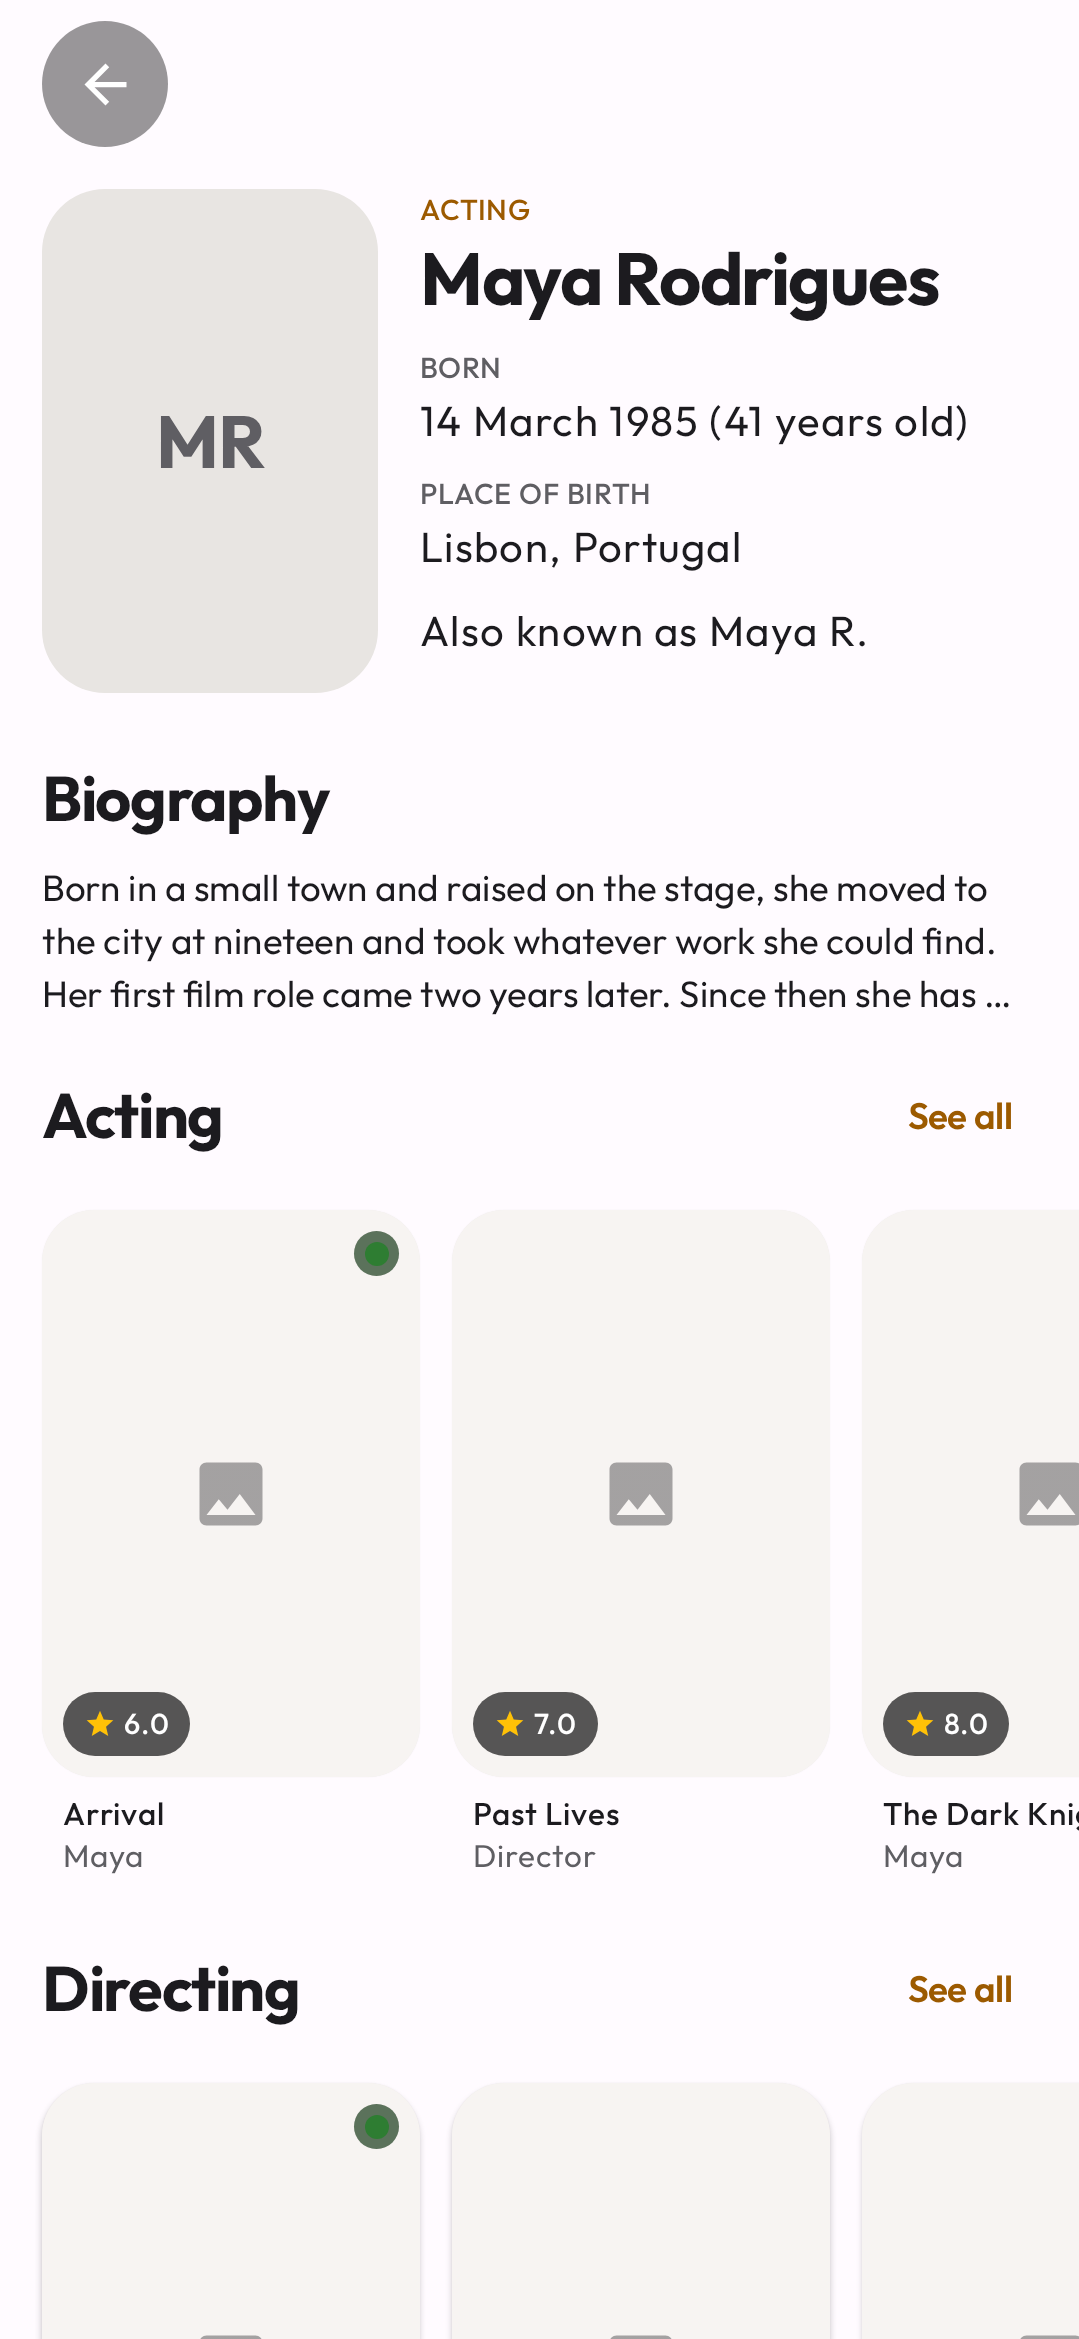 ACTING
Maya Rodrigues
BORN
14 March 1985 (41 years old)
PLACE OF BIRTH
Lisbon, Portugal
Also known as Maya R.
MR
Biography
Born in a small town and raised on the stage, she moved to
the city at nineteen and took whatever work she could find.
Her first film role came two years later. Since then she has ...
Acting
See all
6.0
7.0
8.0
Arrival
Maya
Past Lives
Director
The Dark Knig
Maya
Directing
See all